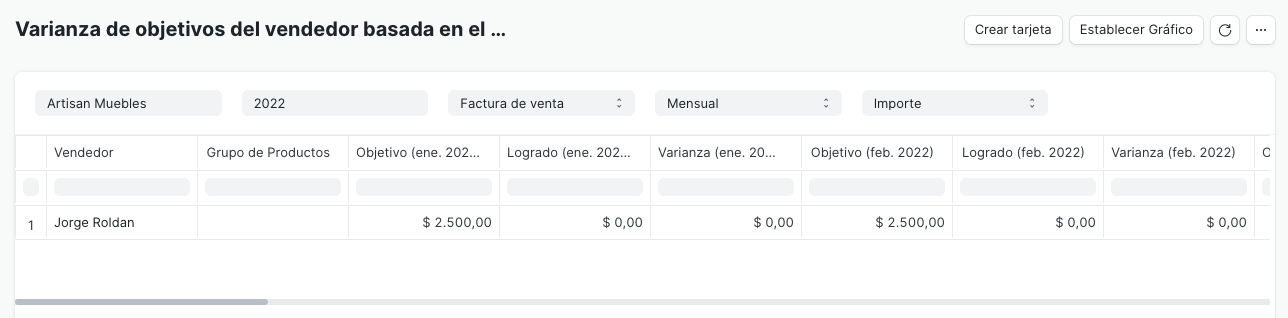 Varianza de objetivos del vendedor basada en el ...
Crear tarjeta
Establecer Gráfico
Artisan Muebles
2022
Factura de venta
Mensual
Importe
Vendedor Grupo de Productos Objetivo (ene. 202... Logrado (ene. 202... Varianza (ene. 20... Objetivo (feb. 2022) Logrado (feb. 2022) Varianza (feb. 2022)
1 Jorge Roldan $ 2.500,00 $ 0,00 $ 0,00 $ 2.500,00 $ 0,00 $ 0,00